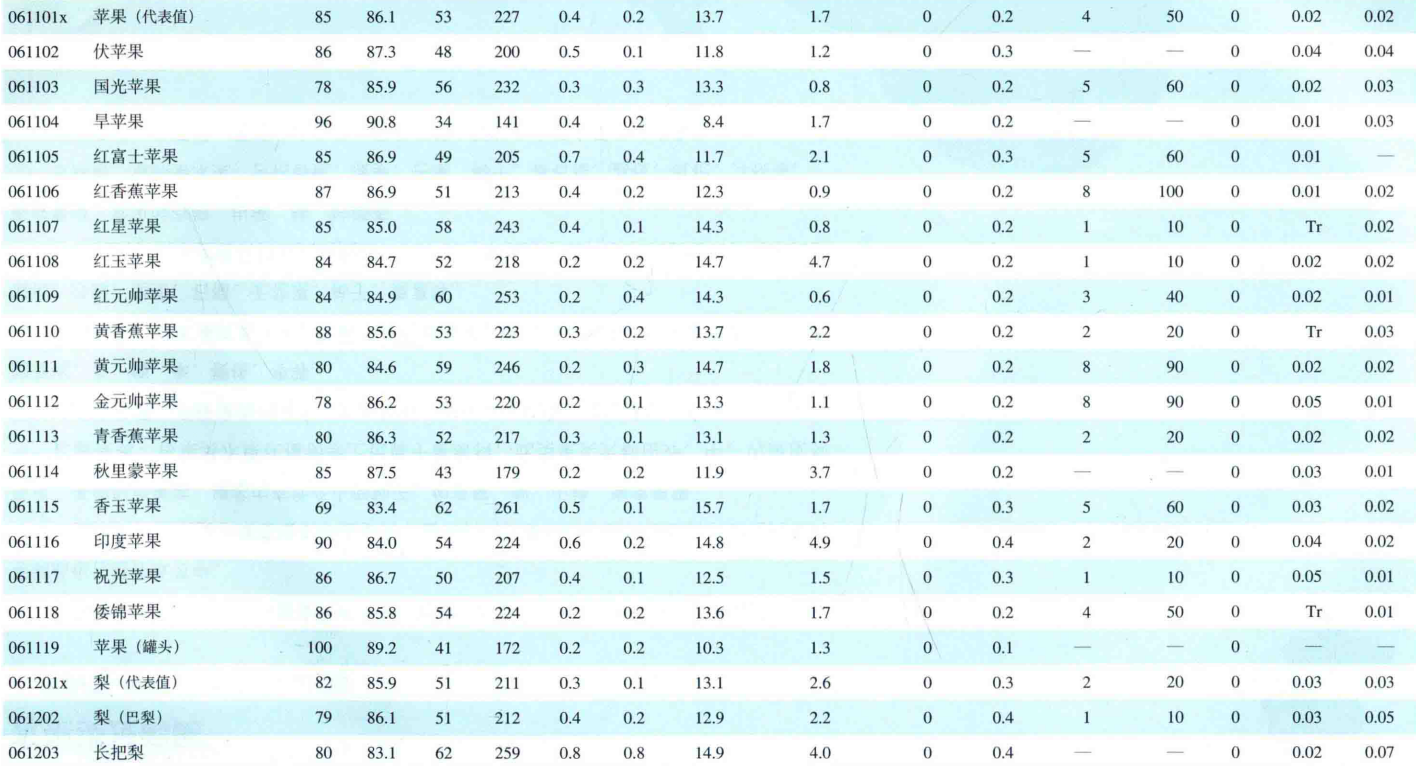 061101x 苹果（代表值） 85 86.1 53 227 0.4 0.2 13.7 1.7 0 0.2 4 50 0 0.02 0.02
061102 伏苹果 86 87.3 48 200 0.5 0.1 11.8 1.2 0 0.3 — — 0 0.04 0.04
061103 国光苹果 78 85.9 56 232 0.3 0.3 13.3 0.8 0 0.2 5 60 0 0.02 0.03
061104 旱苹果 96 90.8 34 141 0.4 0.2 8.4 1.7 0 0.2 — — 0 0.01 0.03
061105 红富士苹果 85 86.9 49 205 0.7 0.4 11.7 2.1 0 0.3 5 60 0 0.01 —
061106 红香蕉苹果 87 86.9 51 213 0.4 0.2 12.3 0.9 0 0.2 8 100 0 0.01 0.02
061107 红星苹果 85 85.0 58 243 0.4 0.1 14.3 0.8 0 0.2 1 10 0 Tr 0.02
061108 红玉苹果 84 84.7 52 218 0.2 0.2 14.7 4.7 0 0.2 1 10 0 0.02 0.02
061109 红元帅苹果 84 84.9 60 253 0.2 0.4 14.3 0.6 0 0.2 3 40 0 0.02 0.01
061110 黄香蕉苹果 88 85.6 53 223 0.3 0.2 13.7 2.2 0 0.2 2 20 0 Tr 0.03
061111 黄元帅苹果 80 84.6 59 246 0.2 0.3 14.7 1.8 0 0.2 8 90 0 0.02 0.02
061112 金元帅苹果 78 86.2 53 220 0.2 0.1 13.3 1.1 0 0.2 8 90 0 0.05 0.01
061113 青香蕉苹果 80 86.3 52 217 0.3 0.1 13.1 1.3 0 0.2 2 20 0 0.02 0.02
061114 秋里蒙苹果 85 87.5 43 179 0.2 0.2 11.9 3.7 0 0.2 — — 0 0.03 0.01
061115 香玉苹果 69 83.4 62 261 0.5 0.1 15.7 1.7 0 0.3 5 60 0 0.03 0.02
061116 印度苹果 90 84.0 54 224 0.6 0.2 14.8 4.9 0 0.4 2 20 0 0.04 0.02
061117 祝光苹果 86 86.7 50 207 0.4 0.1 12.5 1.5 0 0.3 1 10 0 0.05 0.01
061118 倭锦苹果 86 85.8 54 224 0.2 0.2 13.6 1.7 0 0.2 4 50 0 Tr 0.01
061119 苹果（罐头） 100 89.2 41 172 0.2 0.2 10.3 1.3 0 0.1 — — 0 — —
061201x 梨（代表值） 82 85.9 51 211 0.3 0.1 13.1 2.6 0 0.3 2 20 0 0.03 0.03
061202 梨（巴梨） 79 86.1 51 212 0.4 0.2 12.9 2.2 0 0.4 1 10 0 0.03 0.05
061203 长把梨 80 83.1 62 259 0.8 0.8 14.9 4.0 0 0.4 — — 0 0.02 0.07